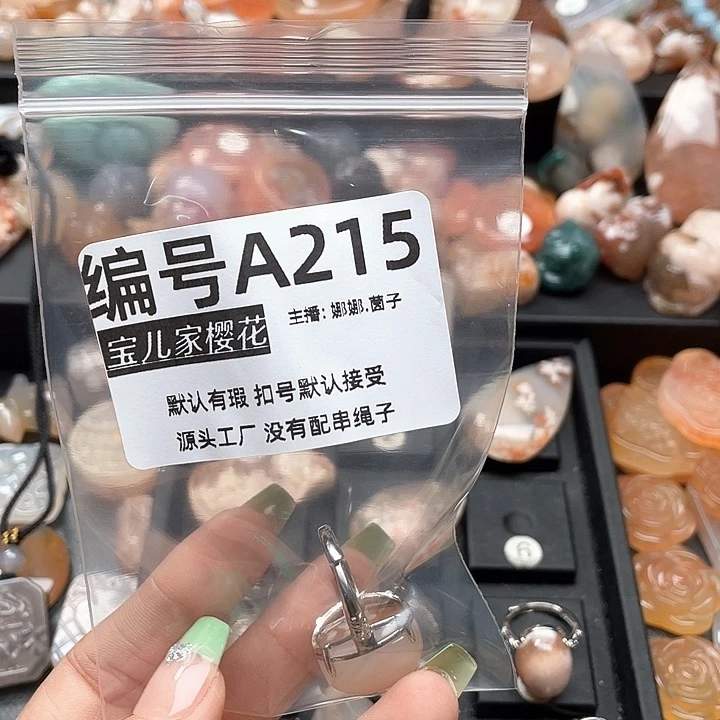 编号A215
宝儿家樱花
主播: 娜娜.茵子
默认有瑕 扣号默认接受
源头工厂 没有配串绳子
6